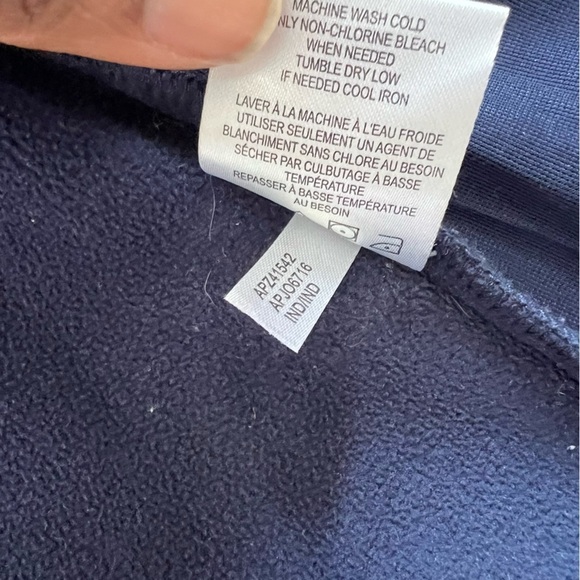 MACHINE WASH COLD
ONLY NON-CHLORINE BLEACH
WHEN NEEDED
TUMBLE DRY LOW
IF NEEDED COOL IRON
LAVER À LA MACHINE À L'EAU FROIDE
UTILISER SEULEMENT UN AGENT DE
BLANCHIMENT SANS CHLORE AU BESOIN
SÉCHER PAR CULBUTAGE À BASSE
TEMPÉRATURE
REPASSER À BASSE TEMPÉRATURE
AU BESOIN
APZ41542
APJO6716
IND/IND